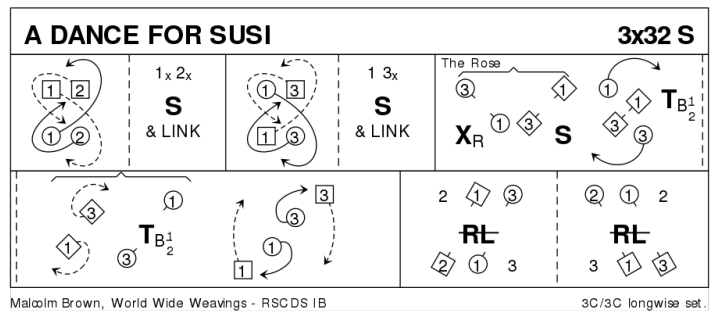 A DANCE FOR SUSI 3x32 S
1 2 1x 2x
S
1 2 & LINK
1 3 1 3x
S
1 3 & LINK
The Rose
3 1 1 1
1 3 3 TB½
XR S 3
1
3 TB½
1 3
3
3
1
1
2 1 3 2 1 2
RL RL
2 1 3 3 1 3
Malcolm Brown, World Wide Weavings - RSCDS IB 3C/3C longwise set.